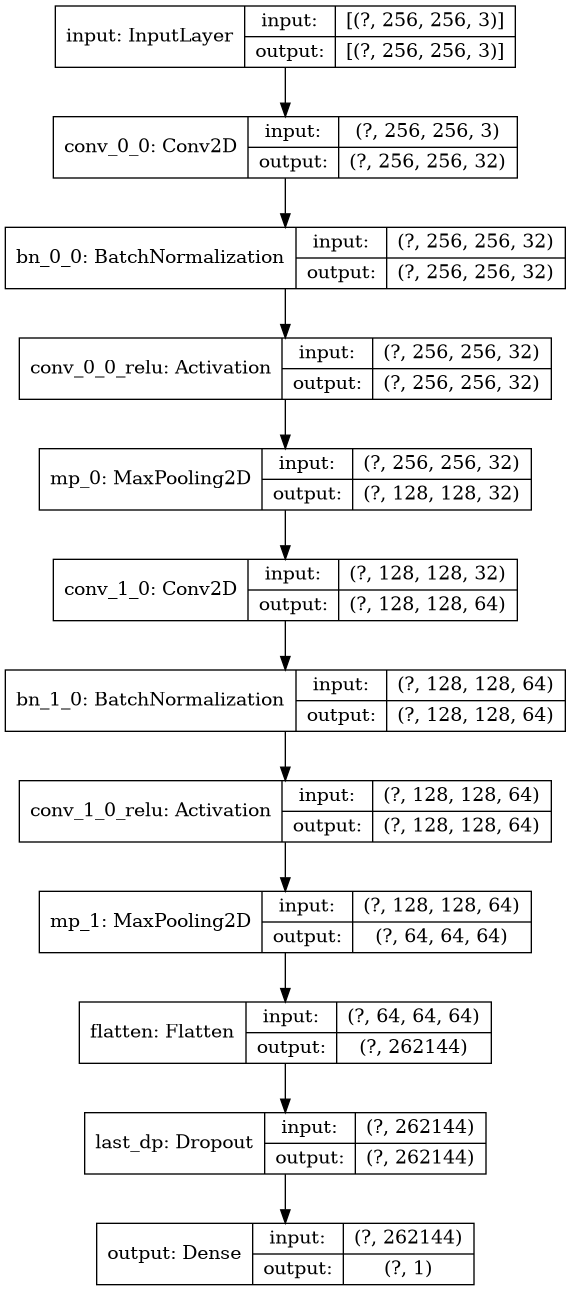 input: InputLayer
input:
[(?, 256, 256, 3)]
output:
[(?, 256, 256, 3)]
conv_0_0: Conv2D
input:
(?, 256, 256, 3)
output:
(?, 256, 256, 32)
bn_0_0: BatchNormalization
input:
(?, 256, 256, 32)
output:
(?, 256, 256, 32)
conv_0_0_relu: Activation
input:
(?, 256, 256, 32)
output:
(?, 256, 256, 32)
mp_0: MaxPooling2D
input:
(?, 256, 256, 32)
output:
(?, 128, 128, 32)
conv_1_0: Conv2D
input:
(?, 128, 128, 32)
output:
(?, 128, 128, 64)
bn_1_0: BatchNormalization
input:
(?, 128, 128, 64)
output:
(?, 128, 128, 64)
conv_1_0_relu: Activation
input:
(?, 128, 128, 64)
output:
(?, 128, 128, 64)
mp_1: MaxPooling2D
input:
(?, 128, 128, 64)
output:
(?, 64, 64, 64)
flatten: Flatten
input:
(?, 64, 64, 64)
output:
(?, 262144)
last_dp: Dropout
input:
(?, 262144)
output:
(?, 262144)
output: Dense
input:
(?, 262144)
output:
(?, 1)